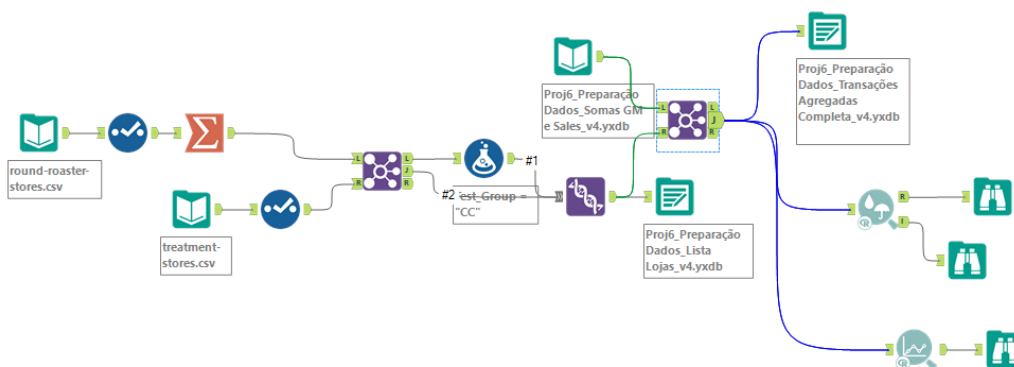 round-roaster-
stores.csv
treatment-
stores.csv
L
R
L
J
R
#1
#2
est_Group =
"CC"
Proj6_Preparação
Dados_Somas GM
e Sales_v4.yxdb
L
R
L
J
R
Proj6_Preparação
Dados_Lista
Lojas_v4.yxdb
Proj6_Preparação
Dados_Transações
Agregadas
Completa_v4.yxdb
R
I
R
R